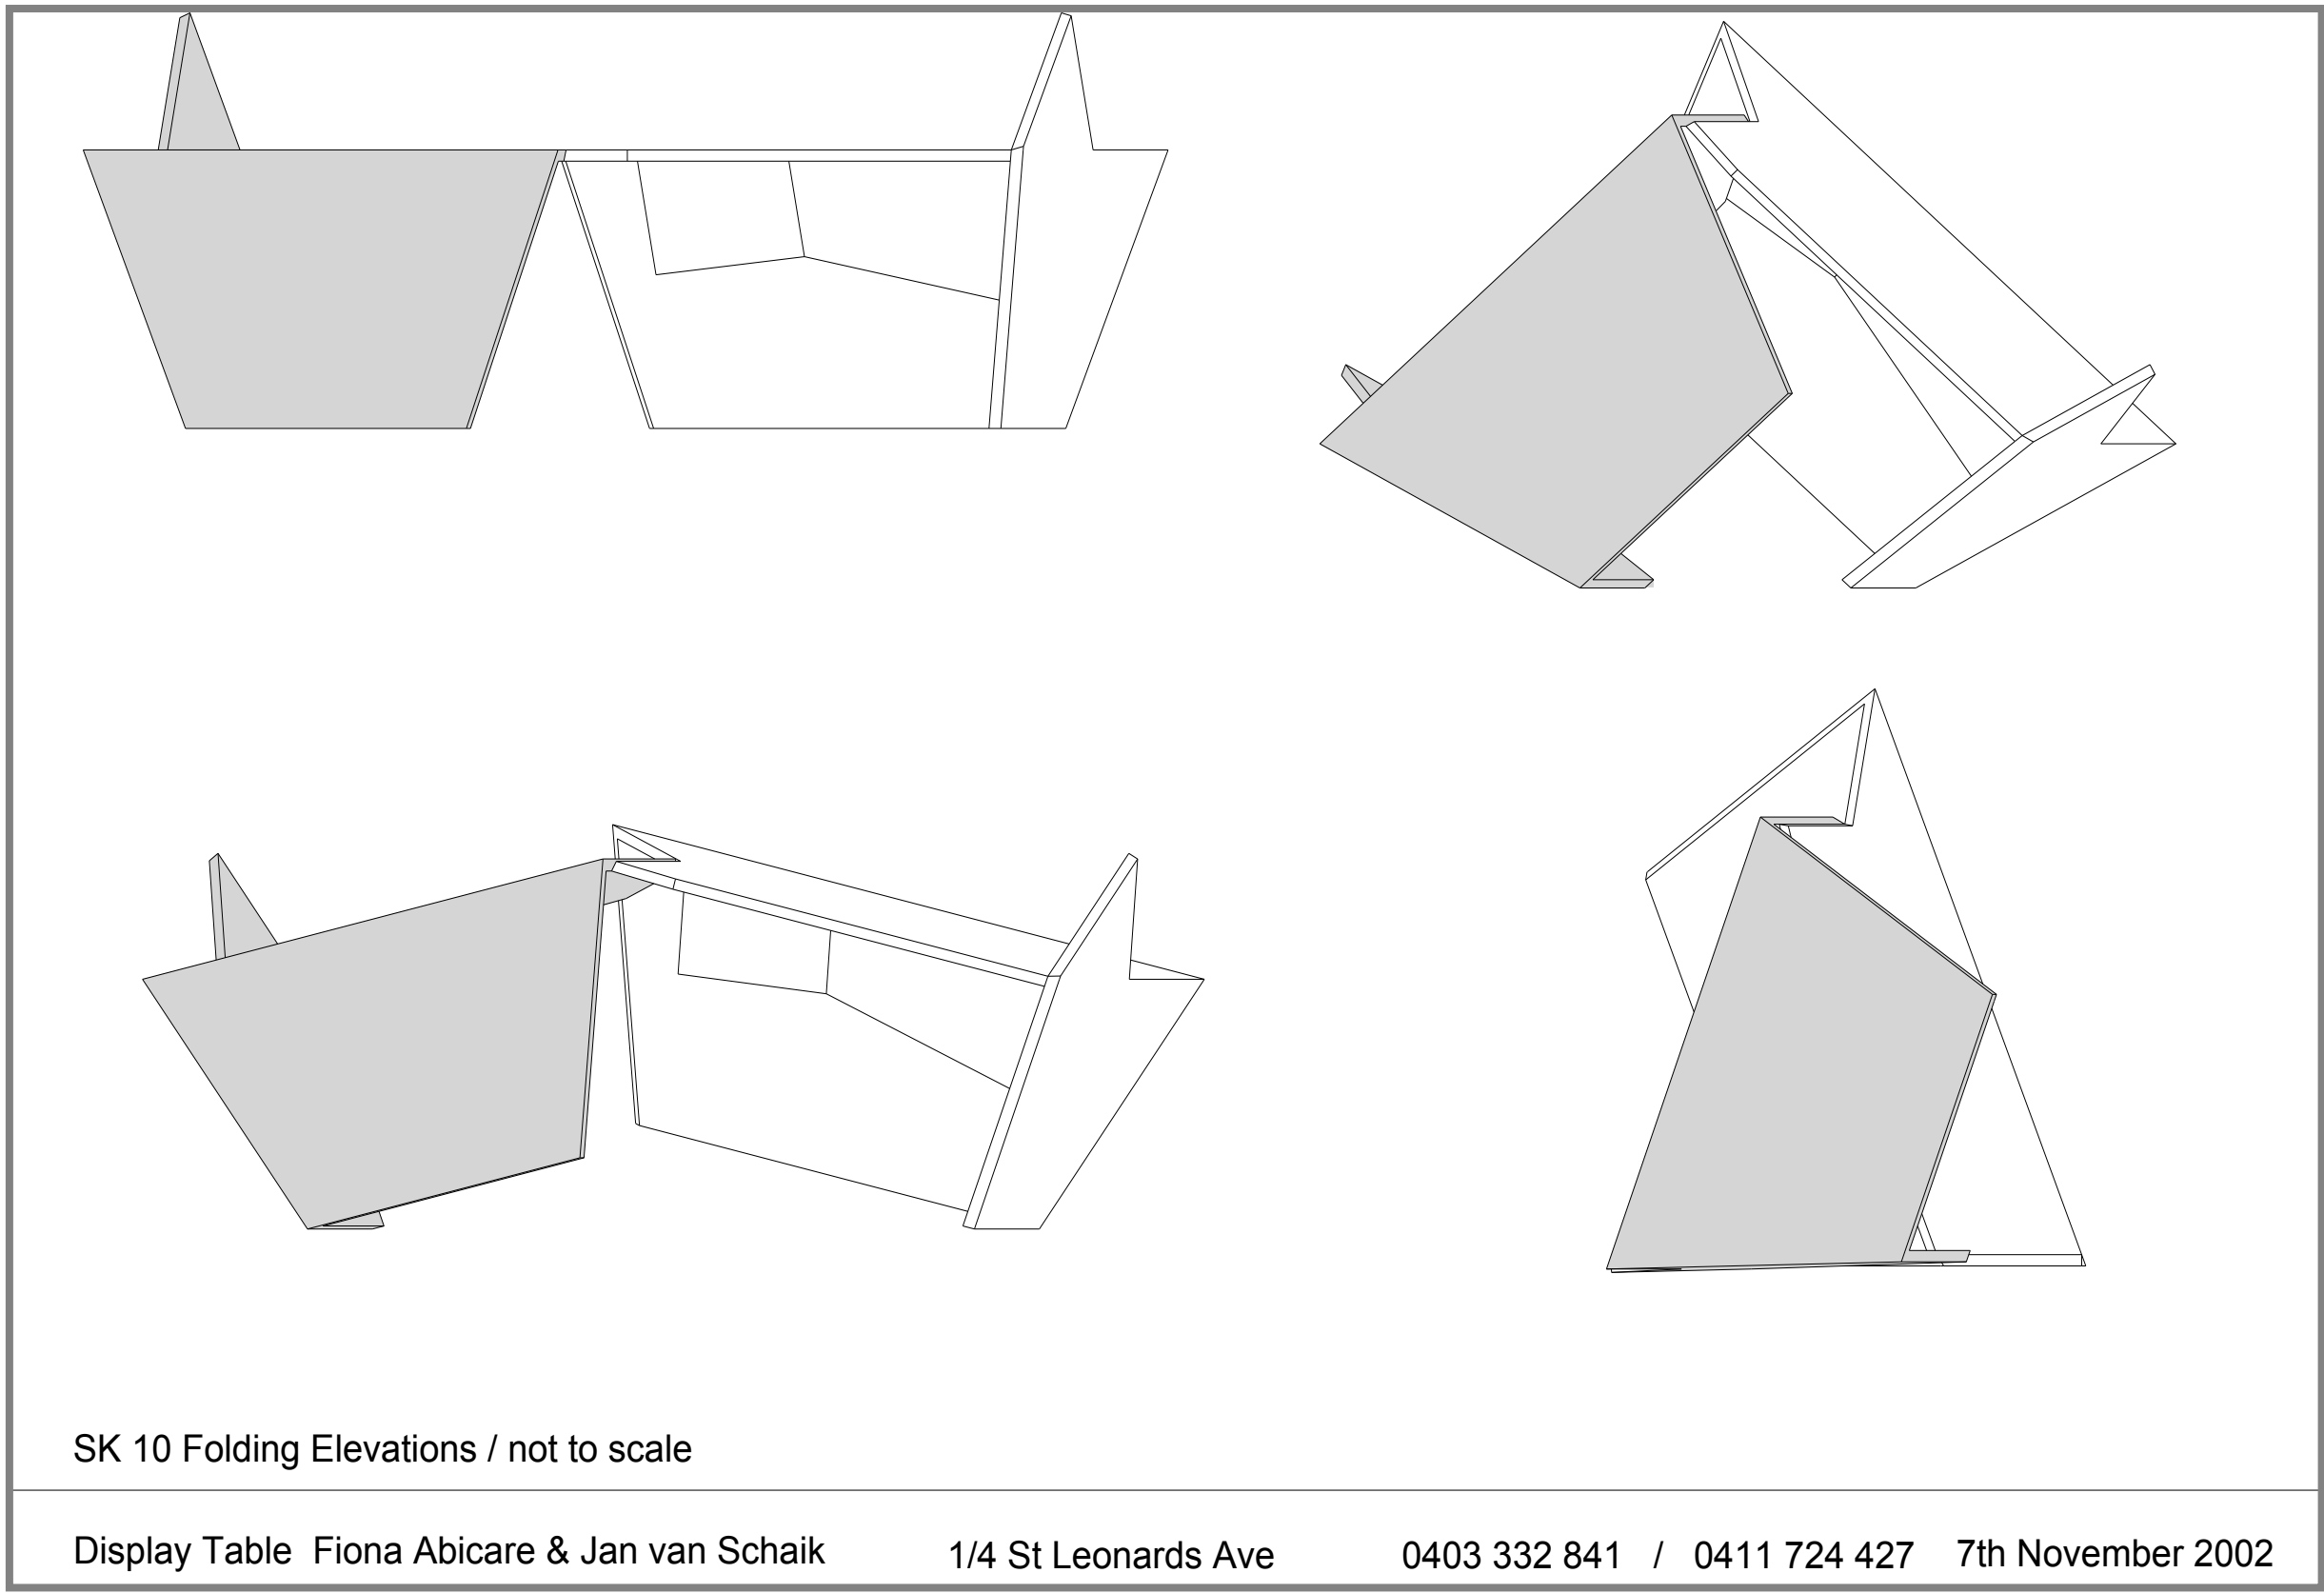 SK 10 Folding Elevations / not to scale
Display Table  Fiona Abicare & Jan van Schaik    1/4 St Leonards Ave    0403 332 841  /  0411 724 427    7th November 2002